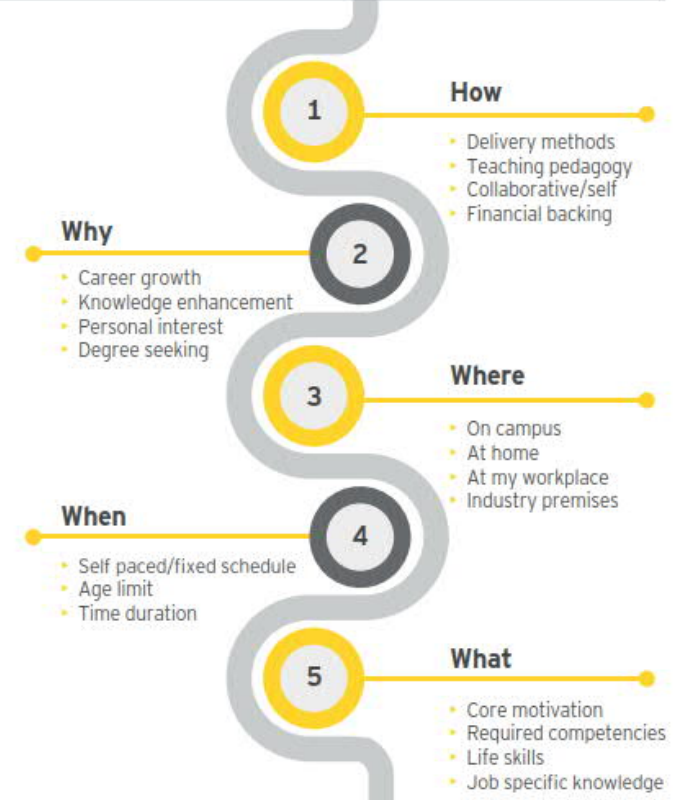 1
How
Delivery methods
Teaching pedagogy
Collaborative/self
Financial backing
2
Why
Career growth
Knowledge enhancement
Personal interest
Degree seeking
3
Where
On campus
At home
At my workplace
Industry premises
4
When
Self paced/fixed schedule
Age limit
Time duration
5
What
Core motivation
Required competencies
Life skills
Job specific knowledge